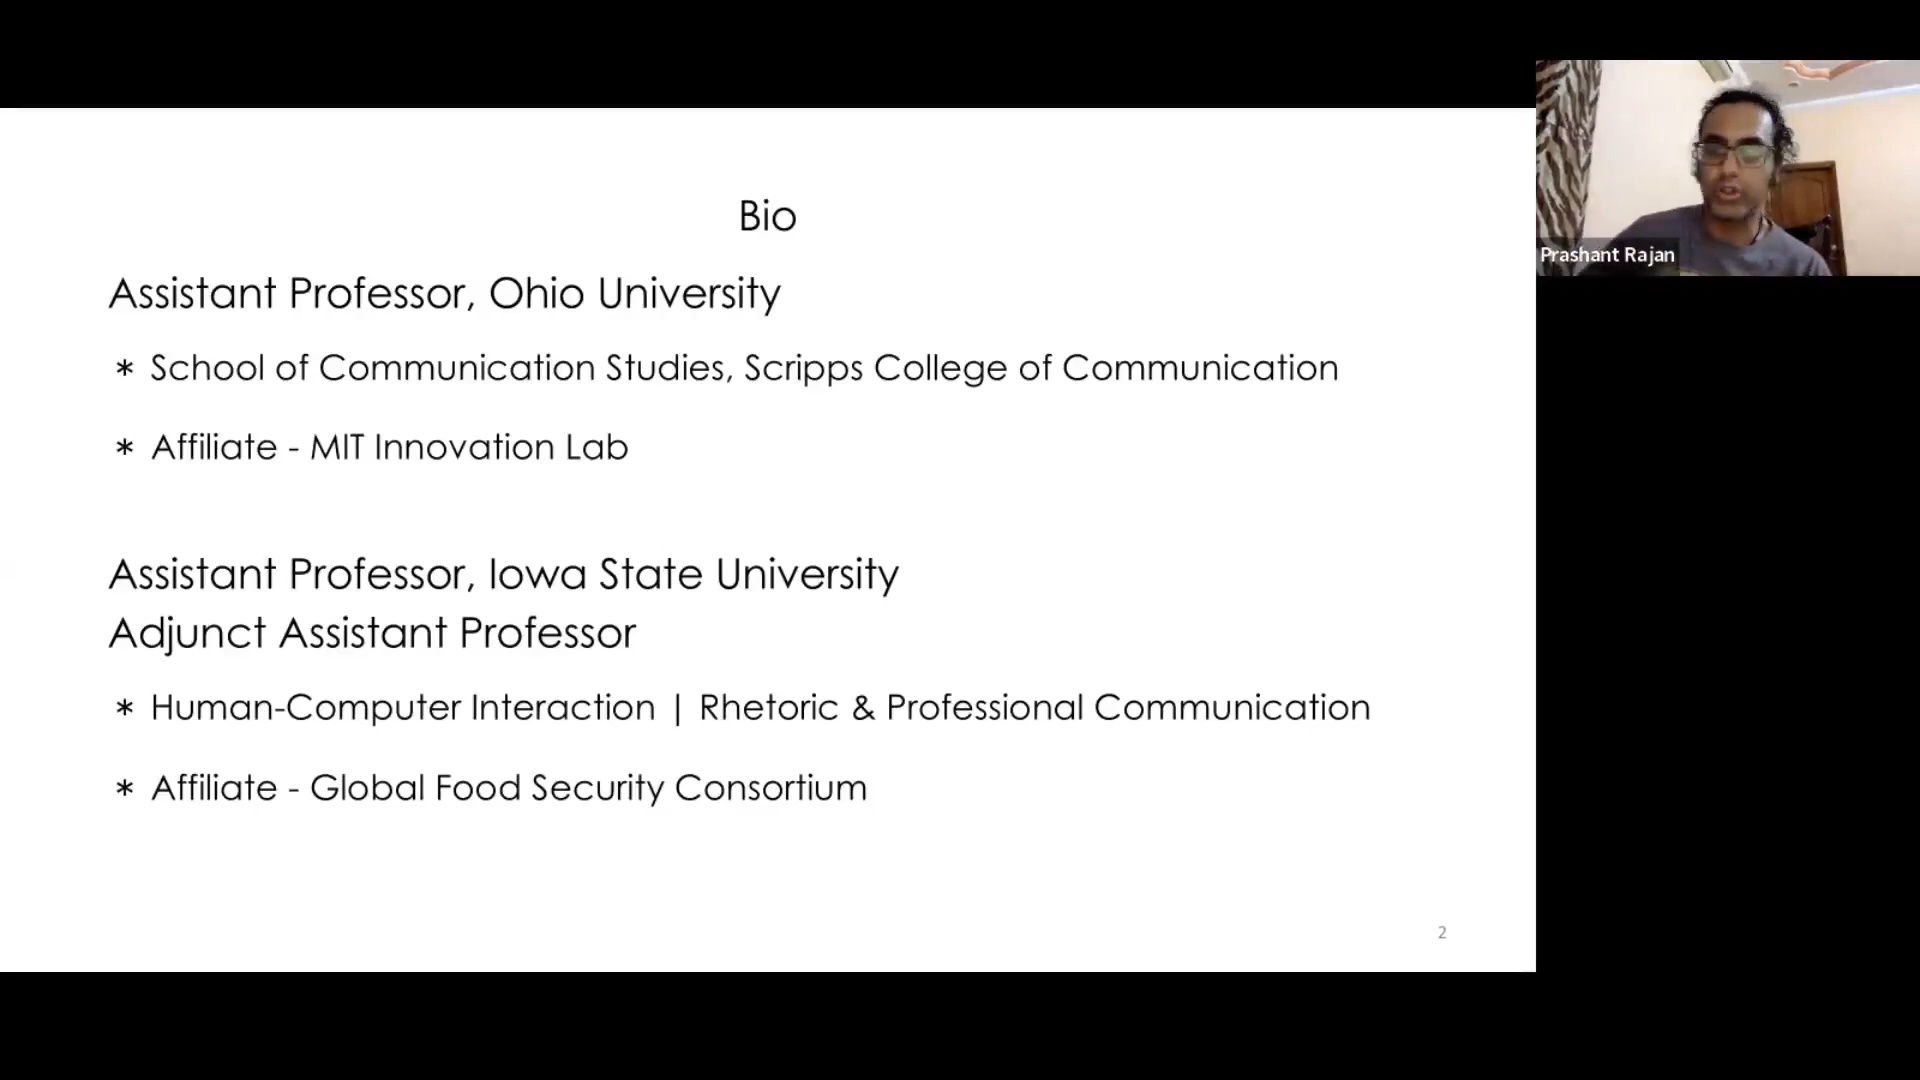 Bio
Assistant Professor, Ohio University
* School of Communication Studies, Scripps College of Communication
* Affiliate - MIT Innovation Lab
Assistant Professor, Iowa State University
Adjunct Assistant Professor
* Human-Computer Interaction | Rhetoric & Professional Communication
* Affiliate - Global Food Security Consortium
2
Prashant Rajan